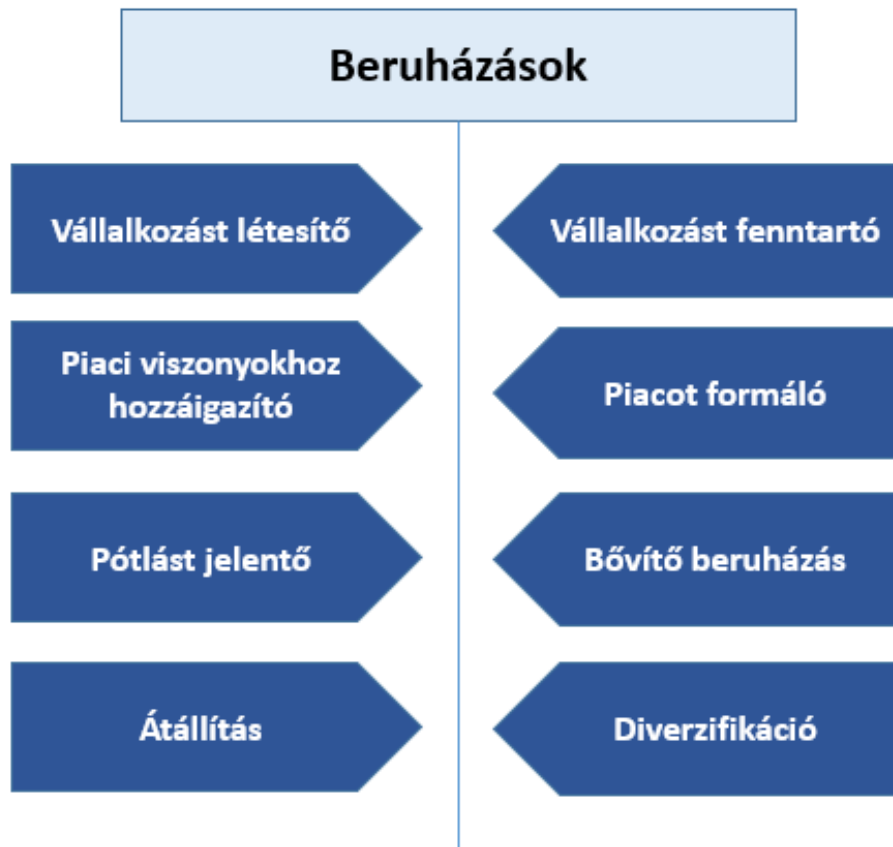 Beruházások
Vállalkozást létesítő
Vállalkozást fenntartó
Piaci viszonyokhoz
hozzáigazító
Piacot formáló
Pótlást jelentő
Bővítő beruházás
Átállítás
Diverzifikáció